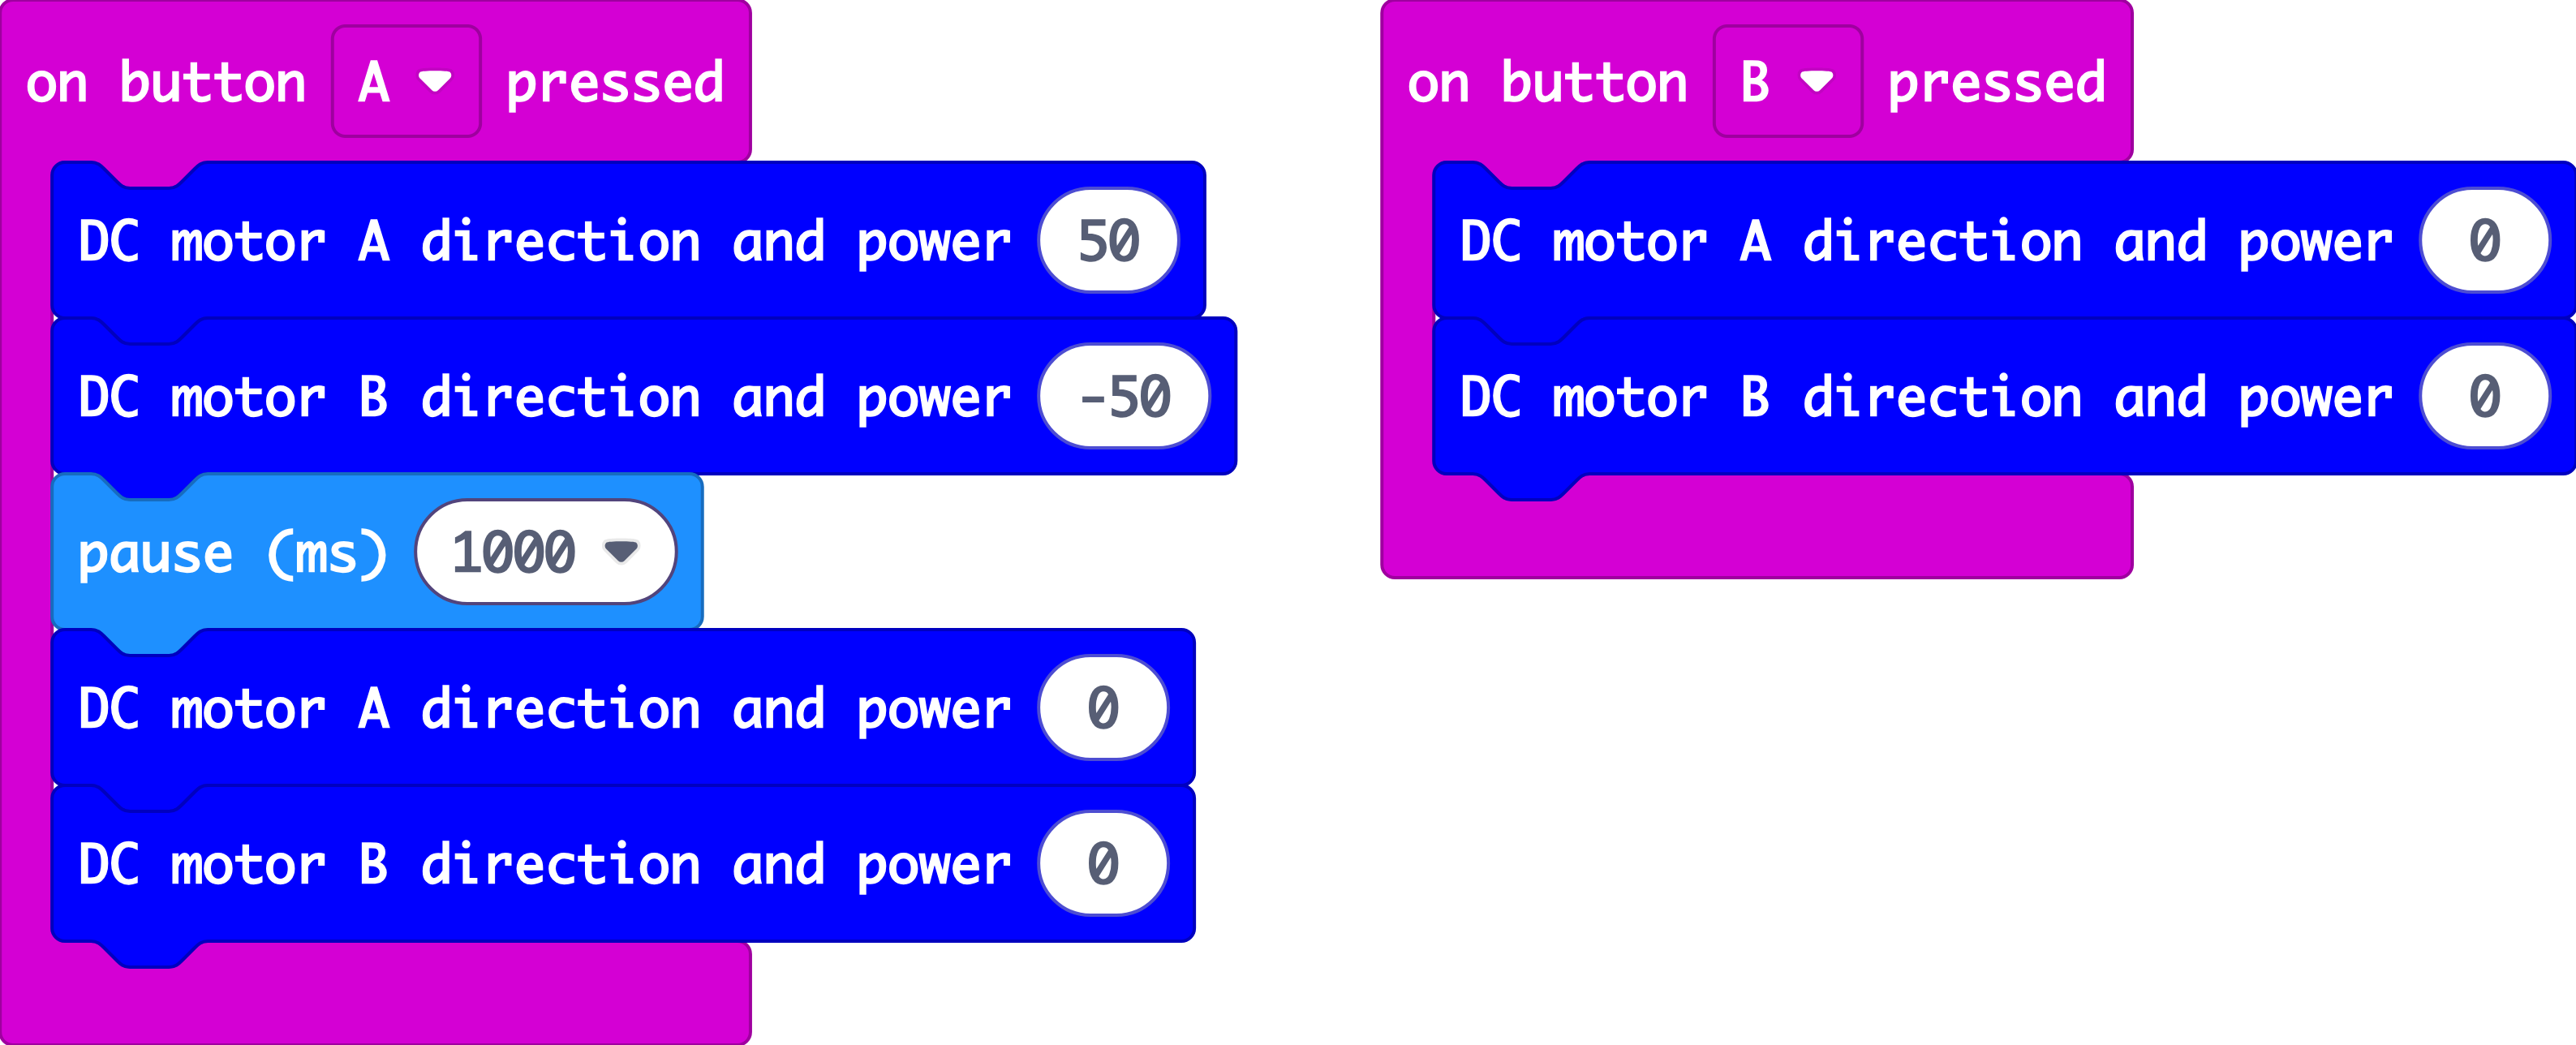 on button A pressed
DC motor A direction and power 50
DC motor B direction and power -50
pause (ms) 1000
DC motor A direction and power 0
DC motor B direction and power 0
on button B pressed
DC motor A direction and power 0
DC motor B direction and power 0